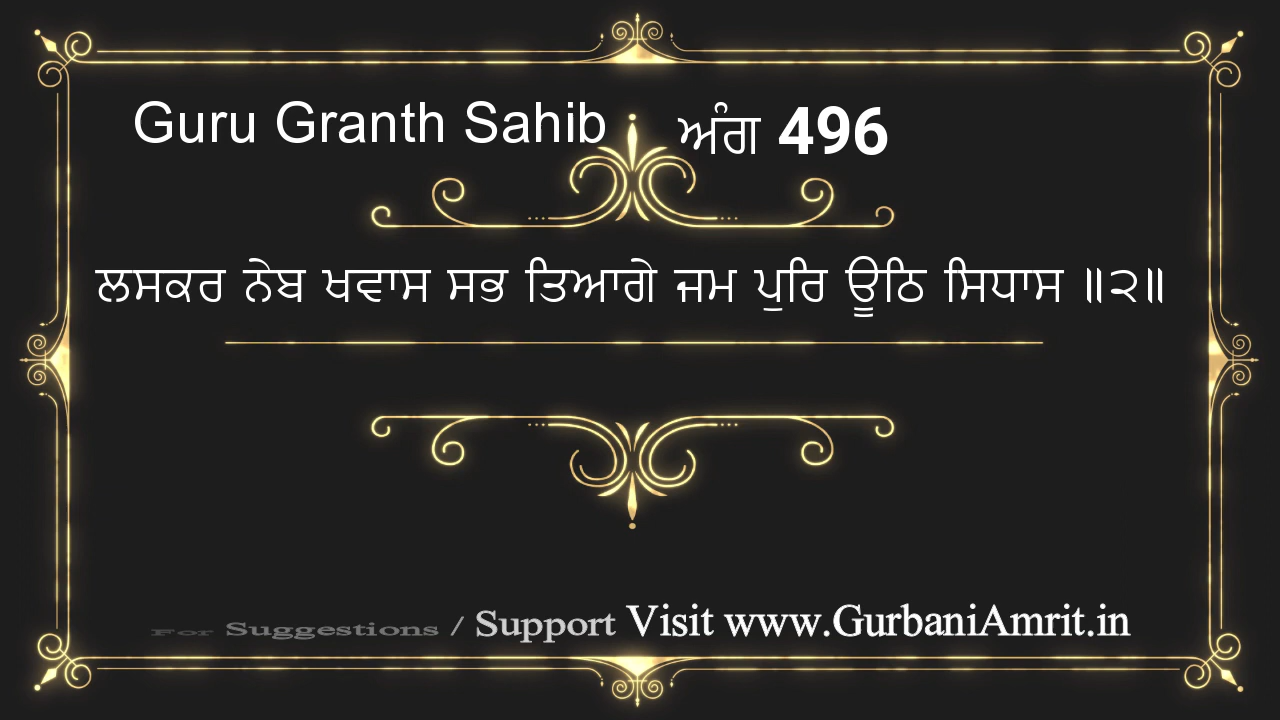 Guru Granth Sahib ਅੰਗ 496
ਲਸਕਰ ਨੇਬ ਖਵਾਸ ਸਭ ਤਿਆਗੇ ਜਮ ਪੁਰਿ ਊਠਿ ਸਿਧਾਸ ॥੨॥
For Suggestions / Support Visit www.GurbaniAmrit.in